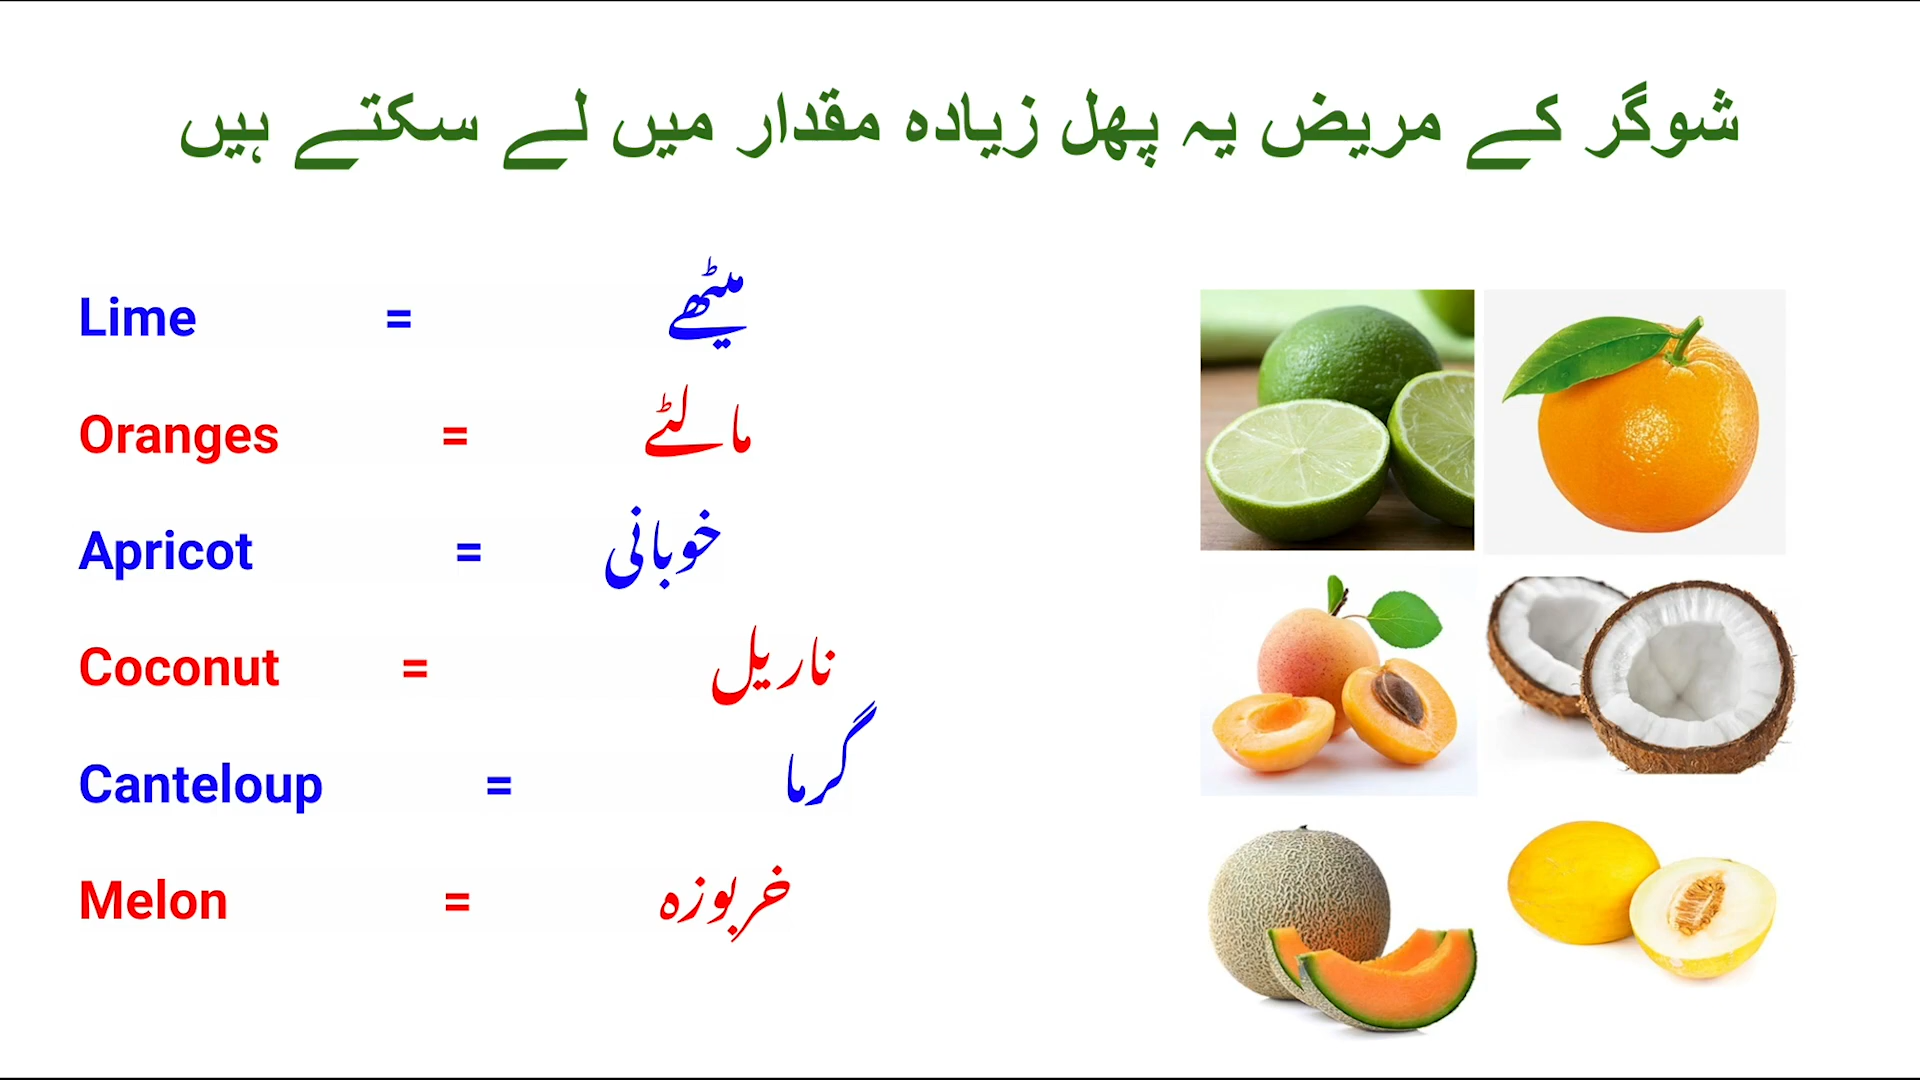 شوگر کے مریض یہ پھل زیادہ مقدار میں لے سکتے ہیں
Lime = میٹھے
Oranges = مالٹے
Apricot = خوبانی
Coconut = ناریل
Canteloup = گرما
Melon = خربوزہ